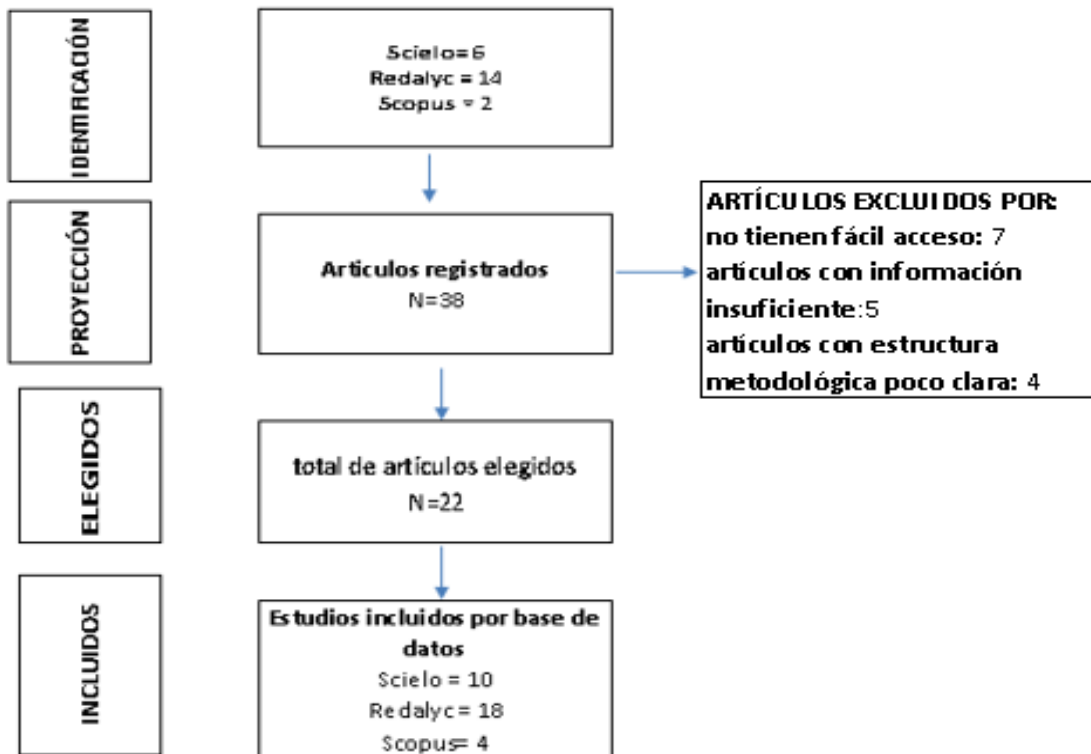 IDENTIFICACIÓN
Scielo= 6
Redalyc = 14
Scopus = 2
PROYECCIÓN
Articulos registrados
N=38
ARTÍCULOS EXCLUIDOS POR:
no tienen fácil acceso: 7
artículos con información
insuficiente:5
artículos con estructura
metodológica poco clara: 4
ELEGIDOS
total de artículos elegidos
N=22
INCLUIDOS
Estudios incluidos por base de
datos
Scielo = 10
Redalyc = 18
Scopus= 4